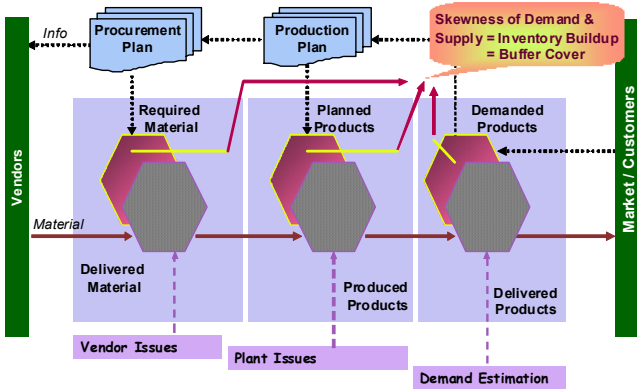 Info
Procurement
Plan
Production
Plan
Skewness of Demand &
Supply = Inventory Buildup
= Buffer Cover
Required
Material
Planned
Products
Demanded
Products
Vendors
Market / Customers
Material
Delivered
Material
Produced
Products
Delivered
Products
Vendor Issues
Plant Issues
Demand Estimation